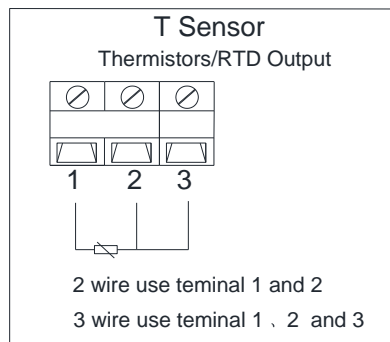 T Sensor
Thermistors/RTD Output
1 2 3
2 wire use teminal 1 and 2
3 wire use teminal 1 、2 and 3